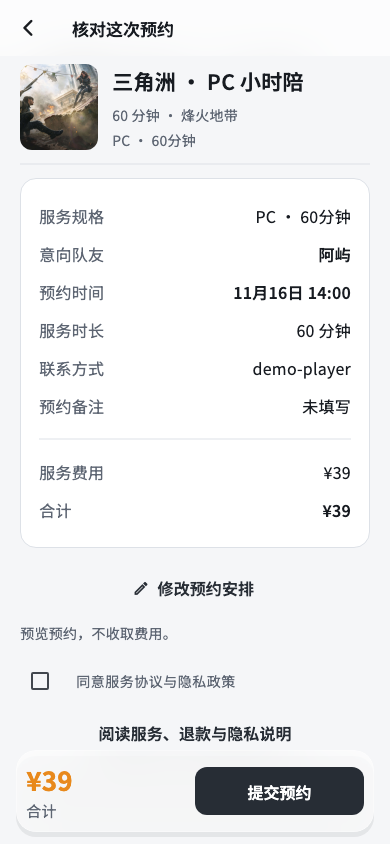 核对这次预约
三角洲 · PC 小时陪
60 分钟 · 烽火地带
PC · 60分钟
服务规格 PC · 60分钟
意向队友 阿屿
预约时间 11月16日 14:00
服务时长 60 分钟
联系方式 demo-player
预约备注 未填写
服务费用 ¥39
合计 ¥39
修改预约安排
预览预约，不收取费用。
同意服务协议与隐私政策
阅读服务、退款与隐私说明
¥39
合计
提交预约